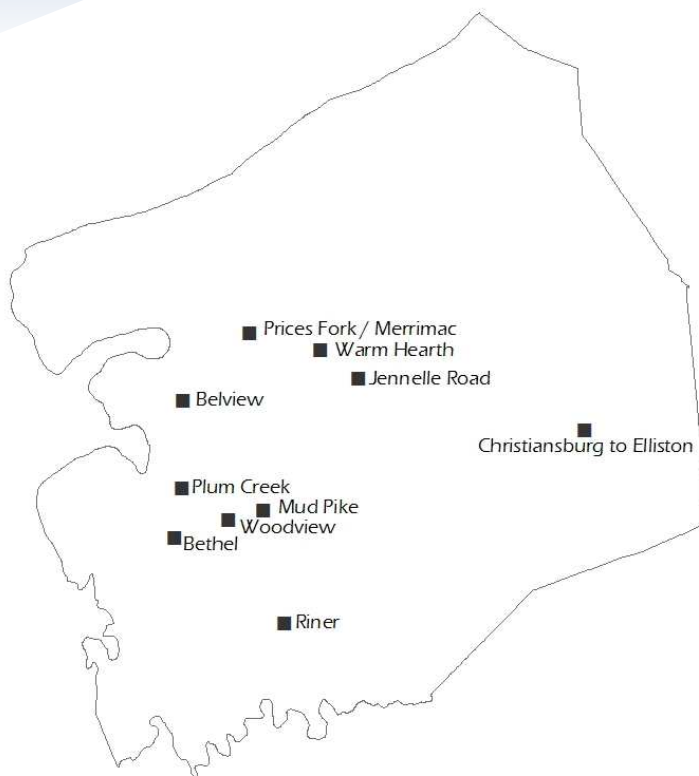 Prices Fork / Merrimac
Warm Hearth
Jennelle Road
Belview
Christiansburg to Elliston
Plum Creek
Mud Pike
Woodview
Bethel
Riner